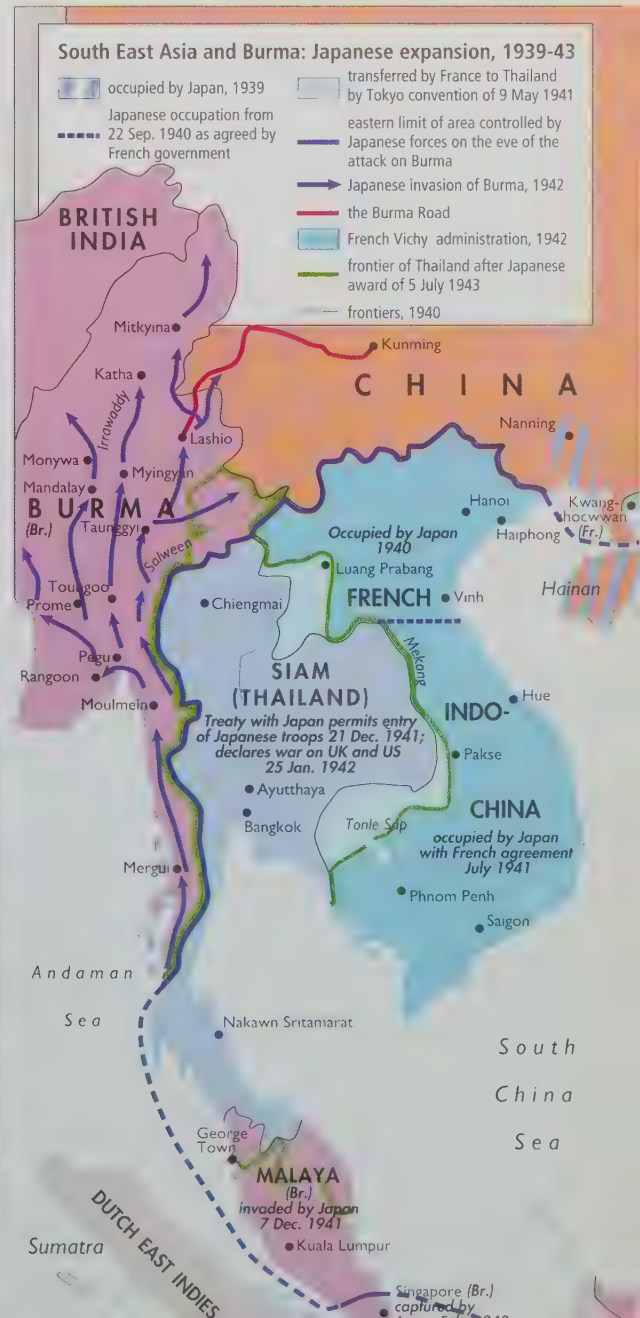 South East Asia and Burma: Japanese expansion, 1939-43
occupied by Japan, 1939
Japanese occupation from
22 Sep. 1940 as agreed by
French government
transferred by France to Thailand
by Tokyo convention of 9 May 1941
eastern limit of area controlled by
Japanese forces on the eve of the
attack on Burma
Japanese invasion of Burma, 1942
the Burma Road
French Vichy administration, 1942
frontier of Thailand after Japanese
award of 5 July 1943
frontiers, 1940
BRITISH
INDIA
Mitkyina
Kunming
Katha
CHINA
Irrawaddy
Nanning
Lashio
Monywa
Myingyan
Mandalay
BURMA
(Br.)
Taunggyi
Hanoi
Haiphong
Kwang-
chocwwan
(Fr.)
Occupied by Japan
1940
Salween
Luang Prabang
Hainan
Toungoo
Prome
Chiengmai
FRENCH
Vinh
Pegu
Rangoon
Mekong
SIAM
(THAILAND)
Moulmein
Hue
INDO-
Treaty with Japan permits entry
of Japanese troops 21 Dec. 1941;
declares war on UK and US
25 Jan. 1942
Pakse
Ayutthaya
CHINA
Bangkok
Tonle Sap
occupied by Japan
with French agreement
July 1941
Mergui
Phnom Penh
Saigon
Andaman
Sea
Nakawn Sritamarat
South
China
Sea
George
Town
MALAYA
(Br.)
invaded by Japan
7 Dec. 1941
DUTCH EAST INDIES
Sumatra
Kuala Lumpur
Singapore (Br.)
captured by